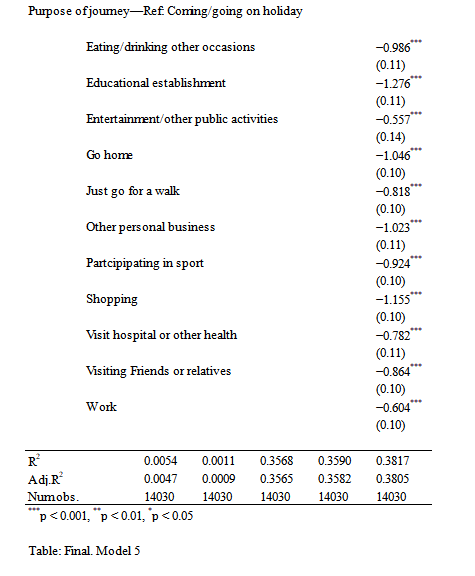 Purpose of journey—Ref: Coming/going on holiday
Eating/drinking other occasions −0.986***
(0.11)
Educational establishment −1.276***
(0.11)
Entertainment/other public activities −0.557***
(0.14)
Go home −1.046***
(0.10)
Just go for a walk −0.818***
(0.10)
Other personal business −1.023***
(0.11)
Partcipipating in sport −0.924***
(0.10)
Shopping −1.155***
(0.10)
Visit hospital or other health −0.782***
(0.11)
Visiting Friends or relatives −0.864***
(0.10)
Work −0.604***
(0.10)
R² 0.0054 0.0011 0.3568 0.3590 0.3817
Adj.R² 0.0047 0.0009 0.3565 0.3582 0.3805
Num obs. 14030 14030 14030 14030 14030
***p < 0.001, **p < 0.01, *p < 0.05
Table: Final. Model 5